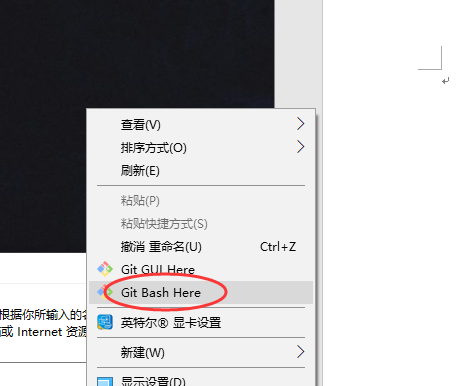 查看(V)
排序方式(O)
刷新(E)
粘贴(P)
粘贴快捷方式(S)
撤消 重命名(U) Ctrl+Z
Git GUI Here
Git Bash Here
根据你所输入的名
或 Internet 资源
英特尔® 显卡设置
新建(W)
显示设置(D)